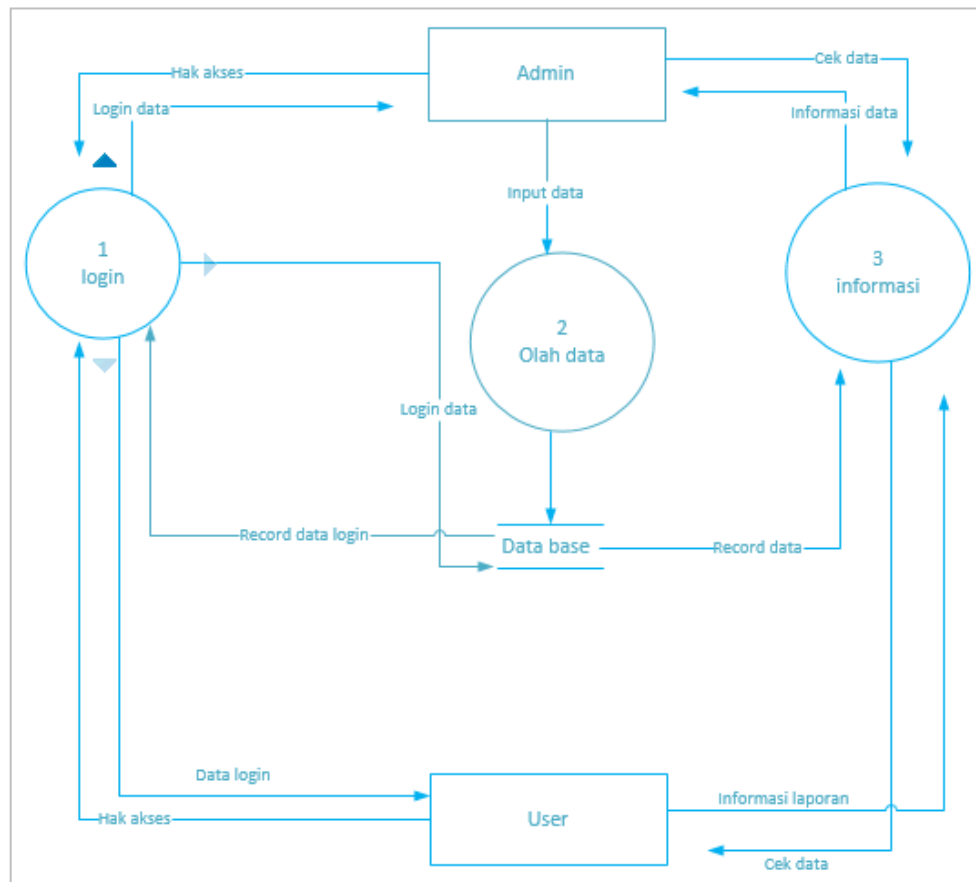 Admin
Hak akses
Cek data
Login data
Informasi data
Input data
1
login
3
informasi
2
Olah data
Login data
Record data login
Data base
Record data
Data login
Informasi laporan
Hak akses
User
Cek data